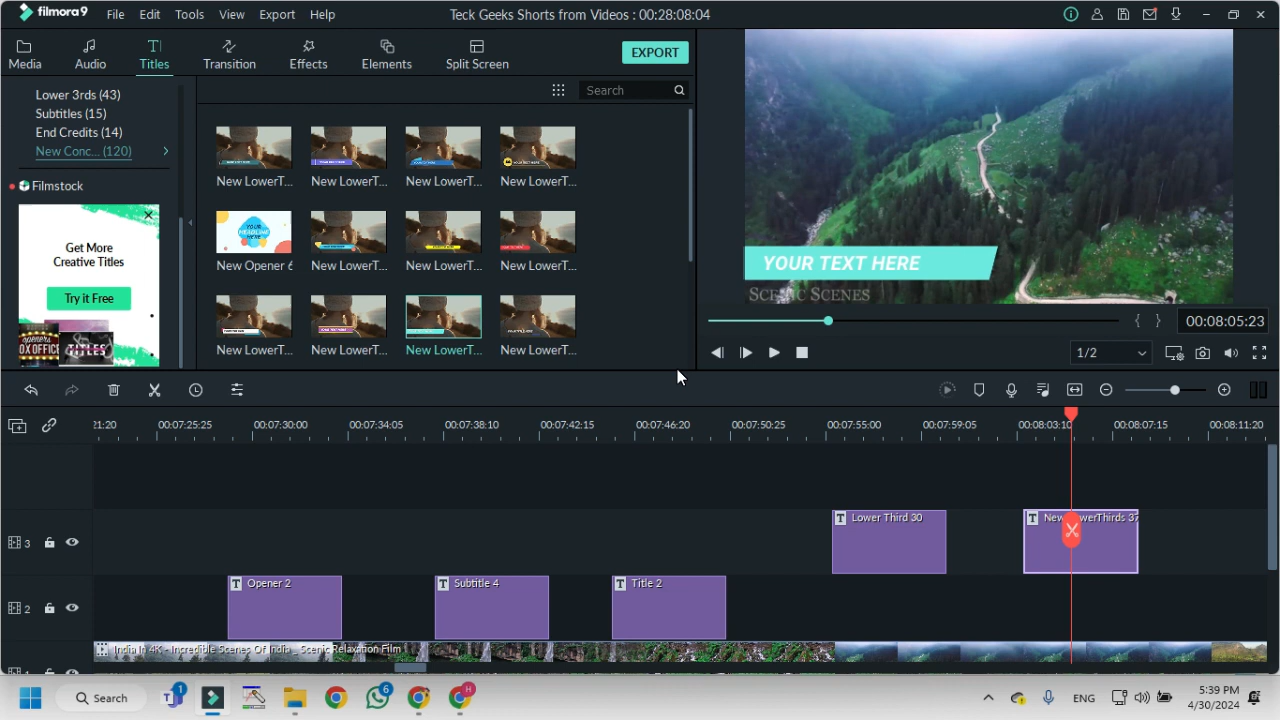 filmora9
File Edit Tools View Export Help
Teck Geeks Shorts from Videos : 00:28:08:04
Media Audio Titles Transition Effects Elements Split Screen
EXPORT
Lower 3rds (43)
Subtitles (15)
End Credits (14)
New Conc... (120)
Filmstock
Get More
Creative Titles
Try it Free
TITLES
Search
New LowerT... New LowerT... New LowerT... New LowerT...
New Opener 6 New LowerT... New LowerT... New LowerT...
New LowerT... New LowerT... New LowerT... New LowerT...
YOUR TEXT HERE
Scenic Scenes
00:08:05:23
1/2
21:20 00:07:25:25 00:07:30:00 00:07:34:05 00:07:38:10 00:07:42:15 00:07:46:20 00:07:50:25 00:07:55:00 00:07:59:05 00:08:03:10 00:08:07:15 00:08:11:20
3
Lower Third 30
New LowerThirds 37
2
Opener 2
Subtitle 4
Title 2
India in 4K - Incredible Scenes Of India _ Scenic Relaxation Film
Search
1
6
H
ENG
5:39 PM
4/30/2024